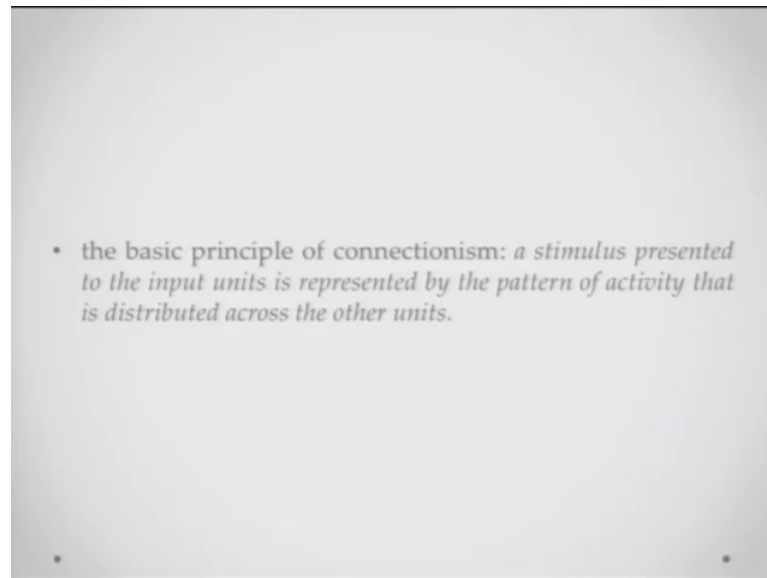 • the basic principle of connectionism: a stimulus presented
to the input units is represented by the pattern of activity that
is distributed across the other units.